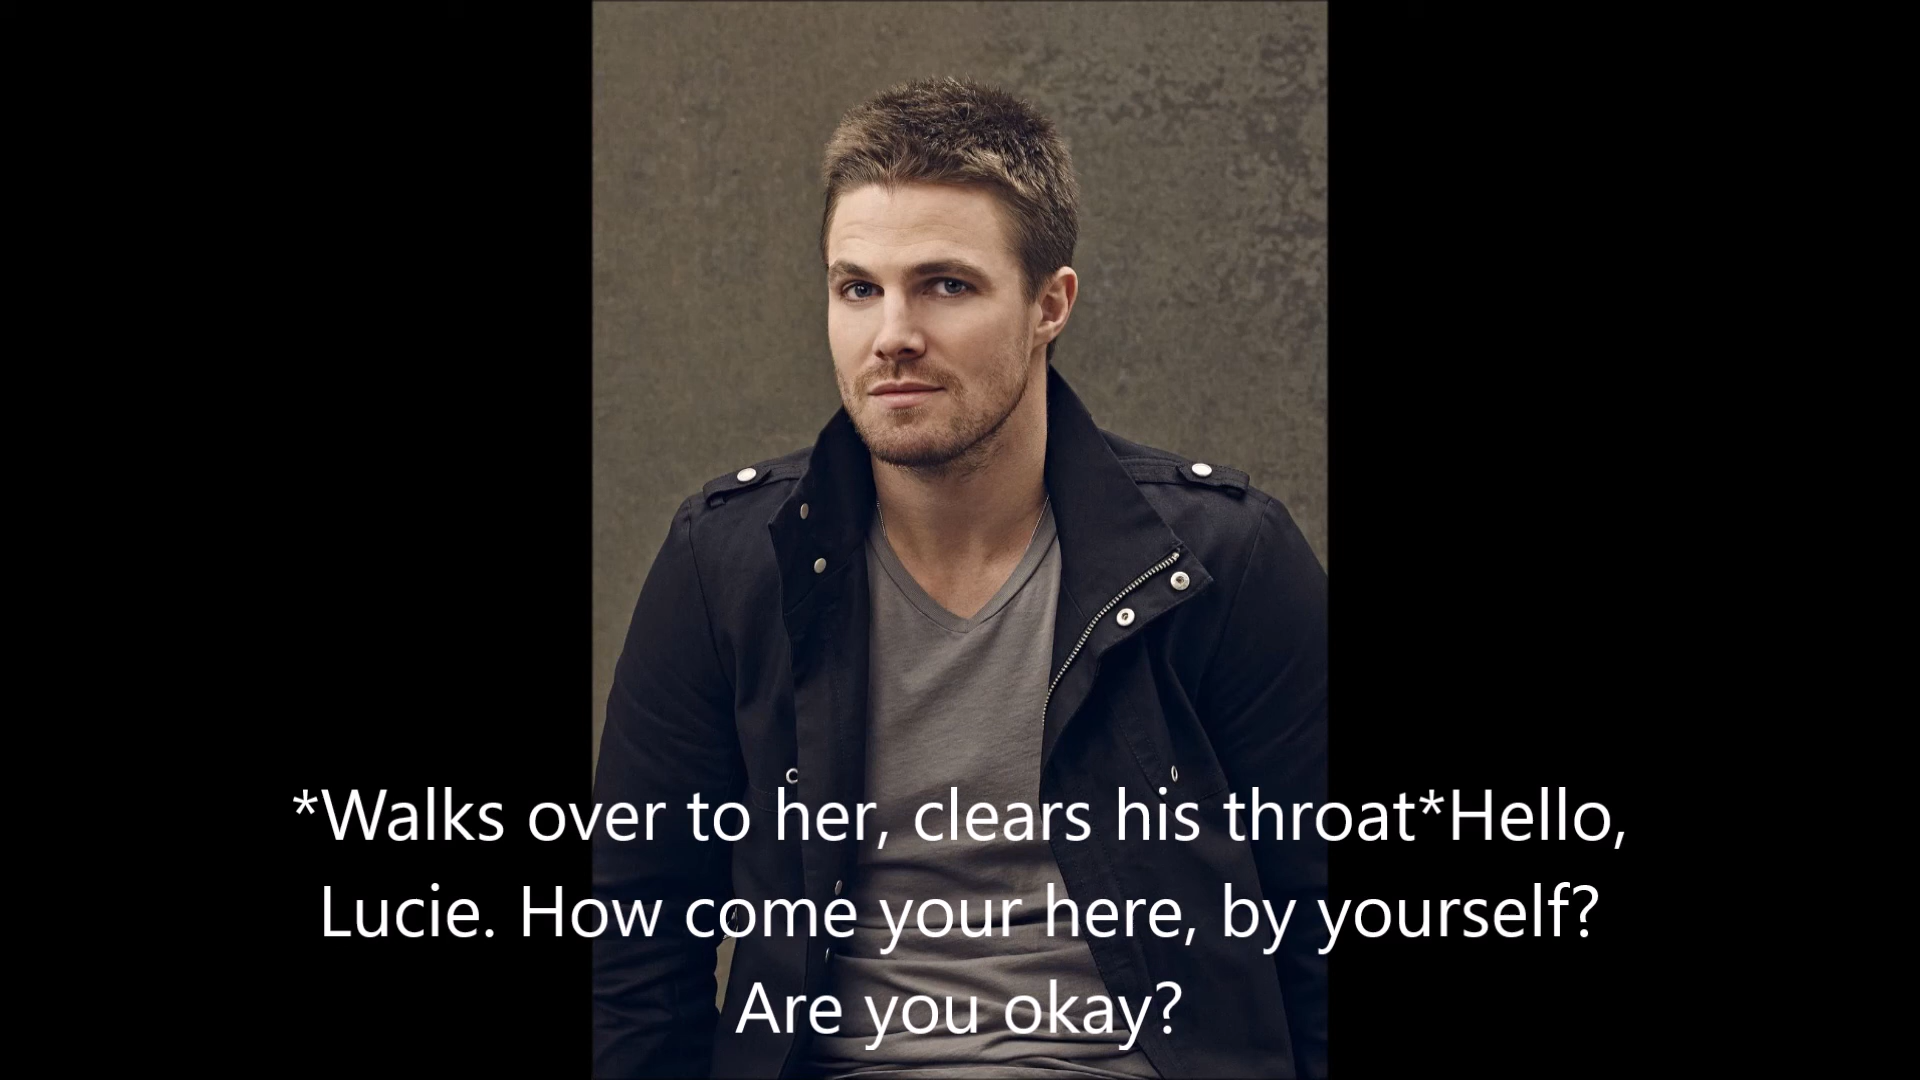 *Walks over to her, clears his throat*Hello,
Lucie. How come your here, by yourself?
Are you okay?